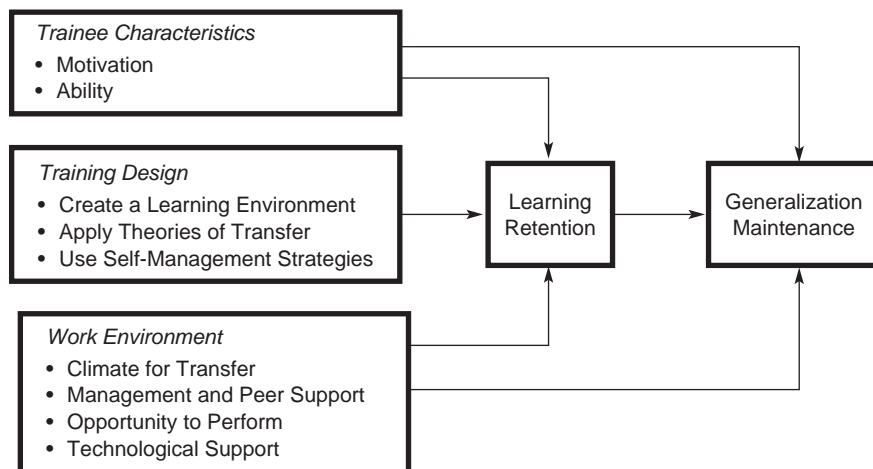 Trainee Characteristics
• Motivation
• Ability
Training Design
• Create a Learning Environment
• Apply Theories of Transfer
• Use Self-Management Strategies
Learning
Retention
Generalization
Maintenance
Work Environment
• Climate for Transfer
• Management and Peer Support
• Opportunity to Perform
• Technological Support